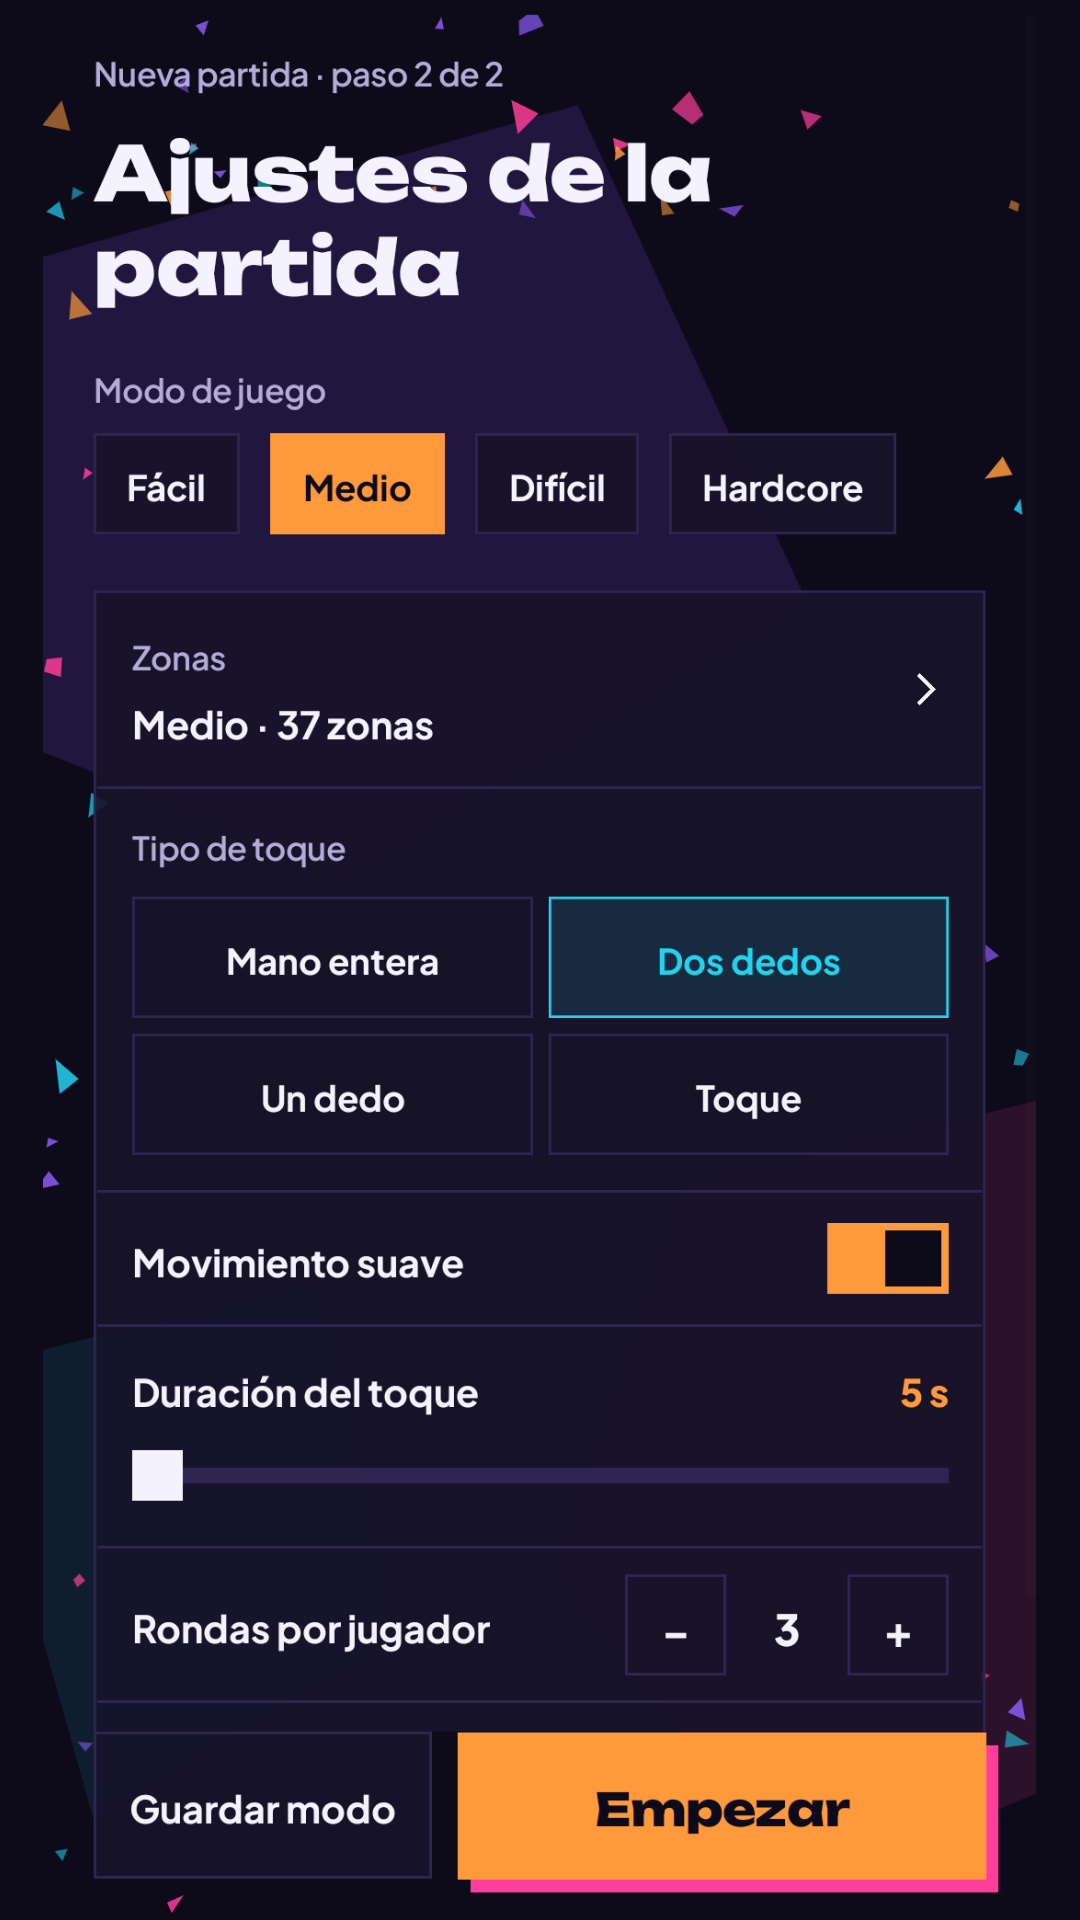 Nueva partida · paso 2 de 2
Ajustes de la
partida
Modo de juego
Fácil
Medio
Difícil
Hardcore
Zonas
Medio · 37 zonas
Tipo de toque
Mano entera
Dos dedos
Un dedo
Toque
Movimiento suave
Duración del toque
5 s
Rondas por jugador
– 3 +
Guardar modo
Empezar